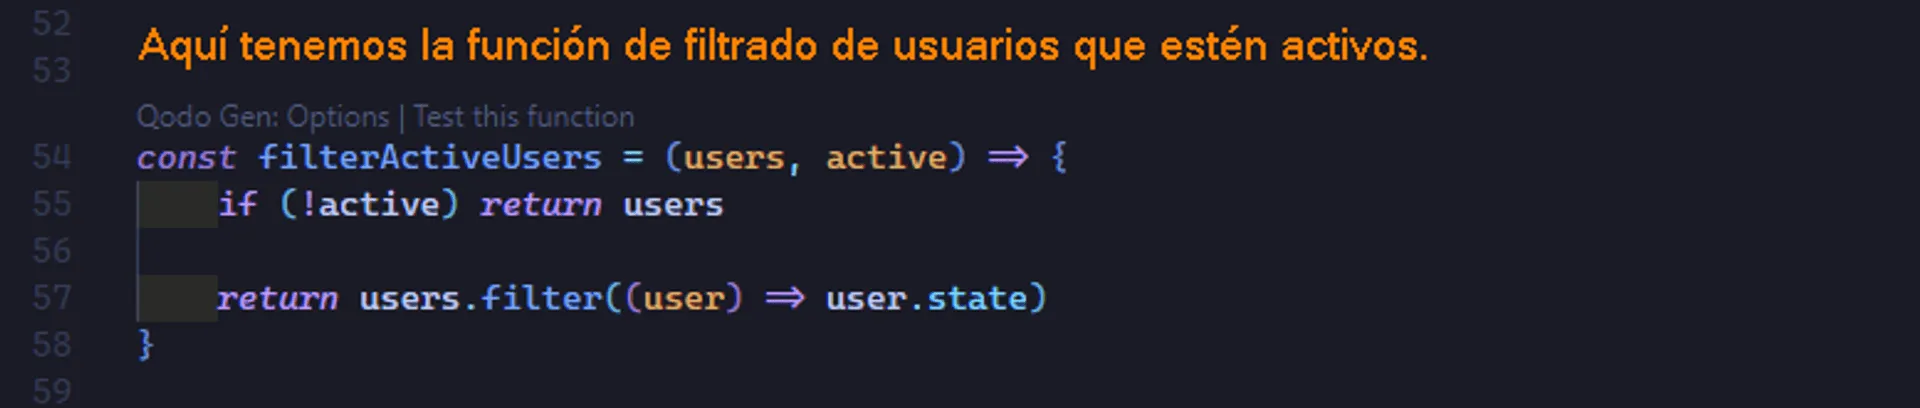 52
Aquí tenemos la función de filtrado de usuarios que estén activos.
53
Qodo Gen: Options | Test this function
54 const filterActiveUsers = (users, active) => {
55 if (!active) return users
56
57 return users.filter((user) => user.state)
58 }
59